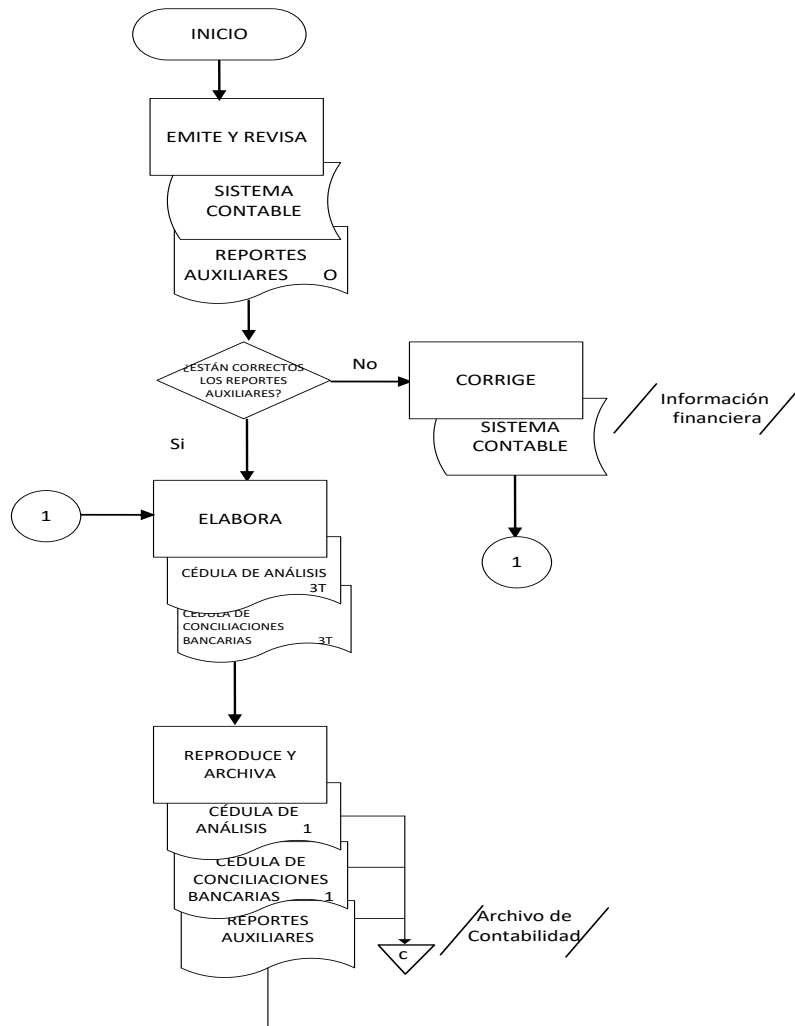 INICIO
EMITE Y REVISA
SISTEMA
CONTABLE
REPORTES
AUXILIARES O
¿ESTÁN CORRECTOS
LOS REPORTES
AUXILIARES?
No
CORRIGE
SISTEMA
CONTABLE
Información
financiera
Si
1
ELABORA
1
CÉDULA DE ANÁLISIS
3T
CÉDULA DE
CONCILIACIONES
BANCARIAS 3T
REPRODUCE Y
ARCHIVA
CÉDULA DE
ANÁLISIS 1
CÉDULA DE
CONCILIACIONES
BANCARIAS 1
REPORTES
AUXILIARES
C
Archivo de
Contabilidad